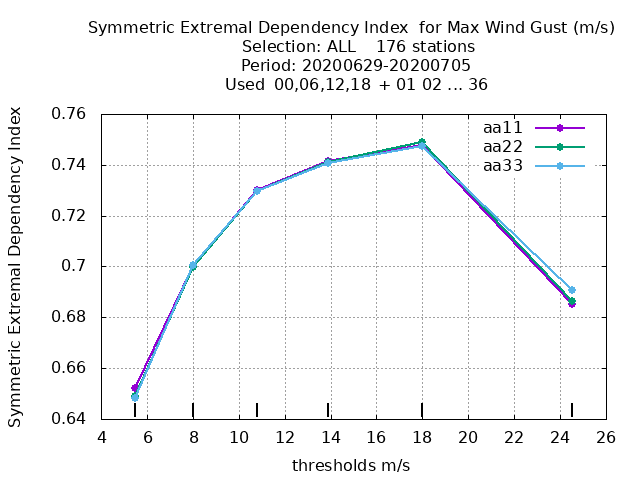 Symmetric Extremal Dependency Index  for Max Wind Gust (m/s)
Selection: ALL    176 stations
Period: 20200629-20200705
Used  00,06,12,18  + 01 02 ... 36
Symmetric Extremal Dependency Index
0.76
0.74
0.72
0.7
0.68
0.66
0.64
aa11
aa22
aa33
4 6 8 10 12 14 16 18 20 22 24 26
thresholds m/s